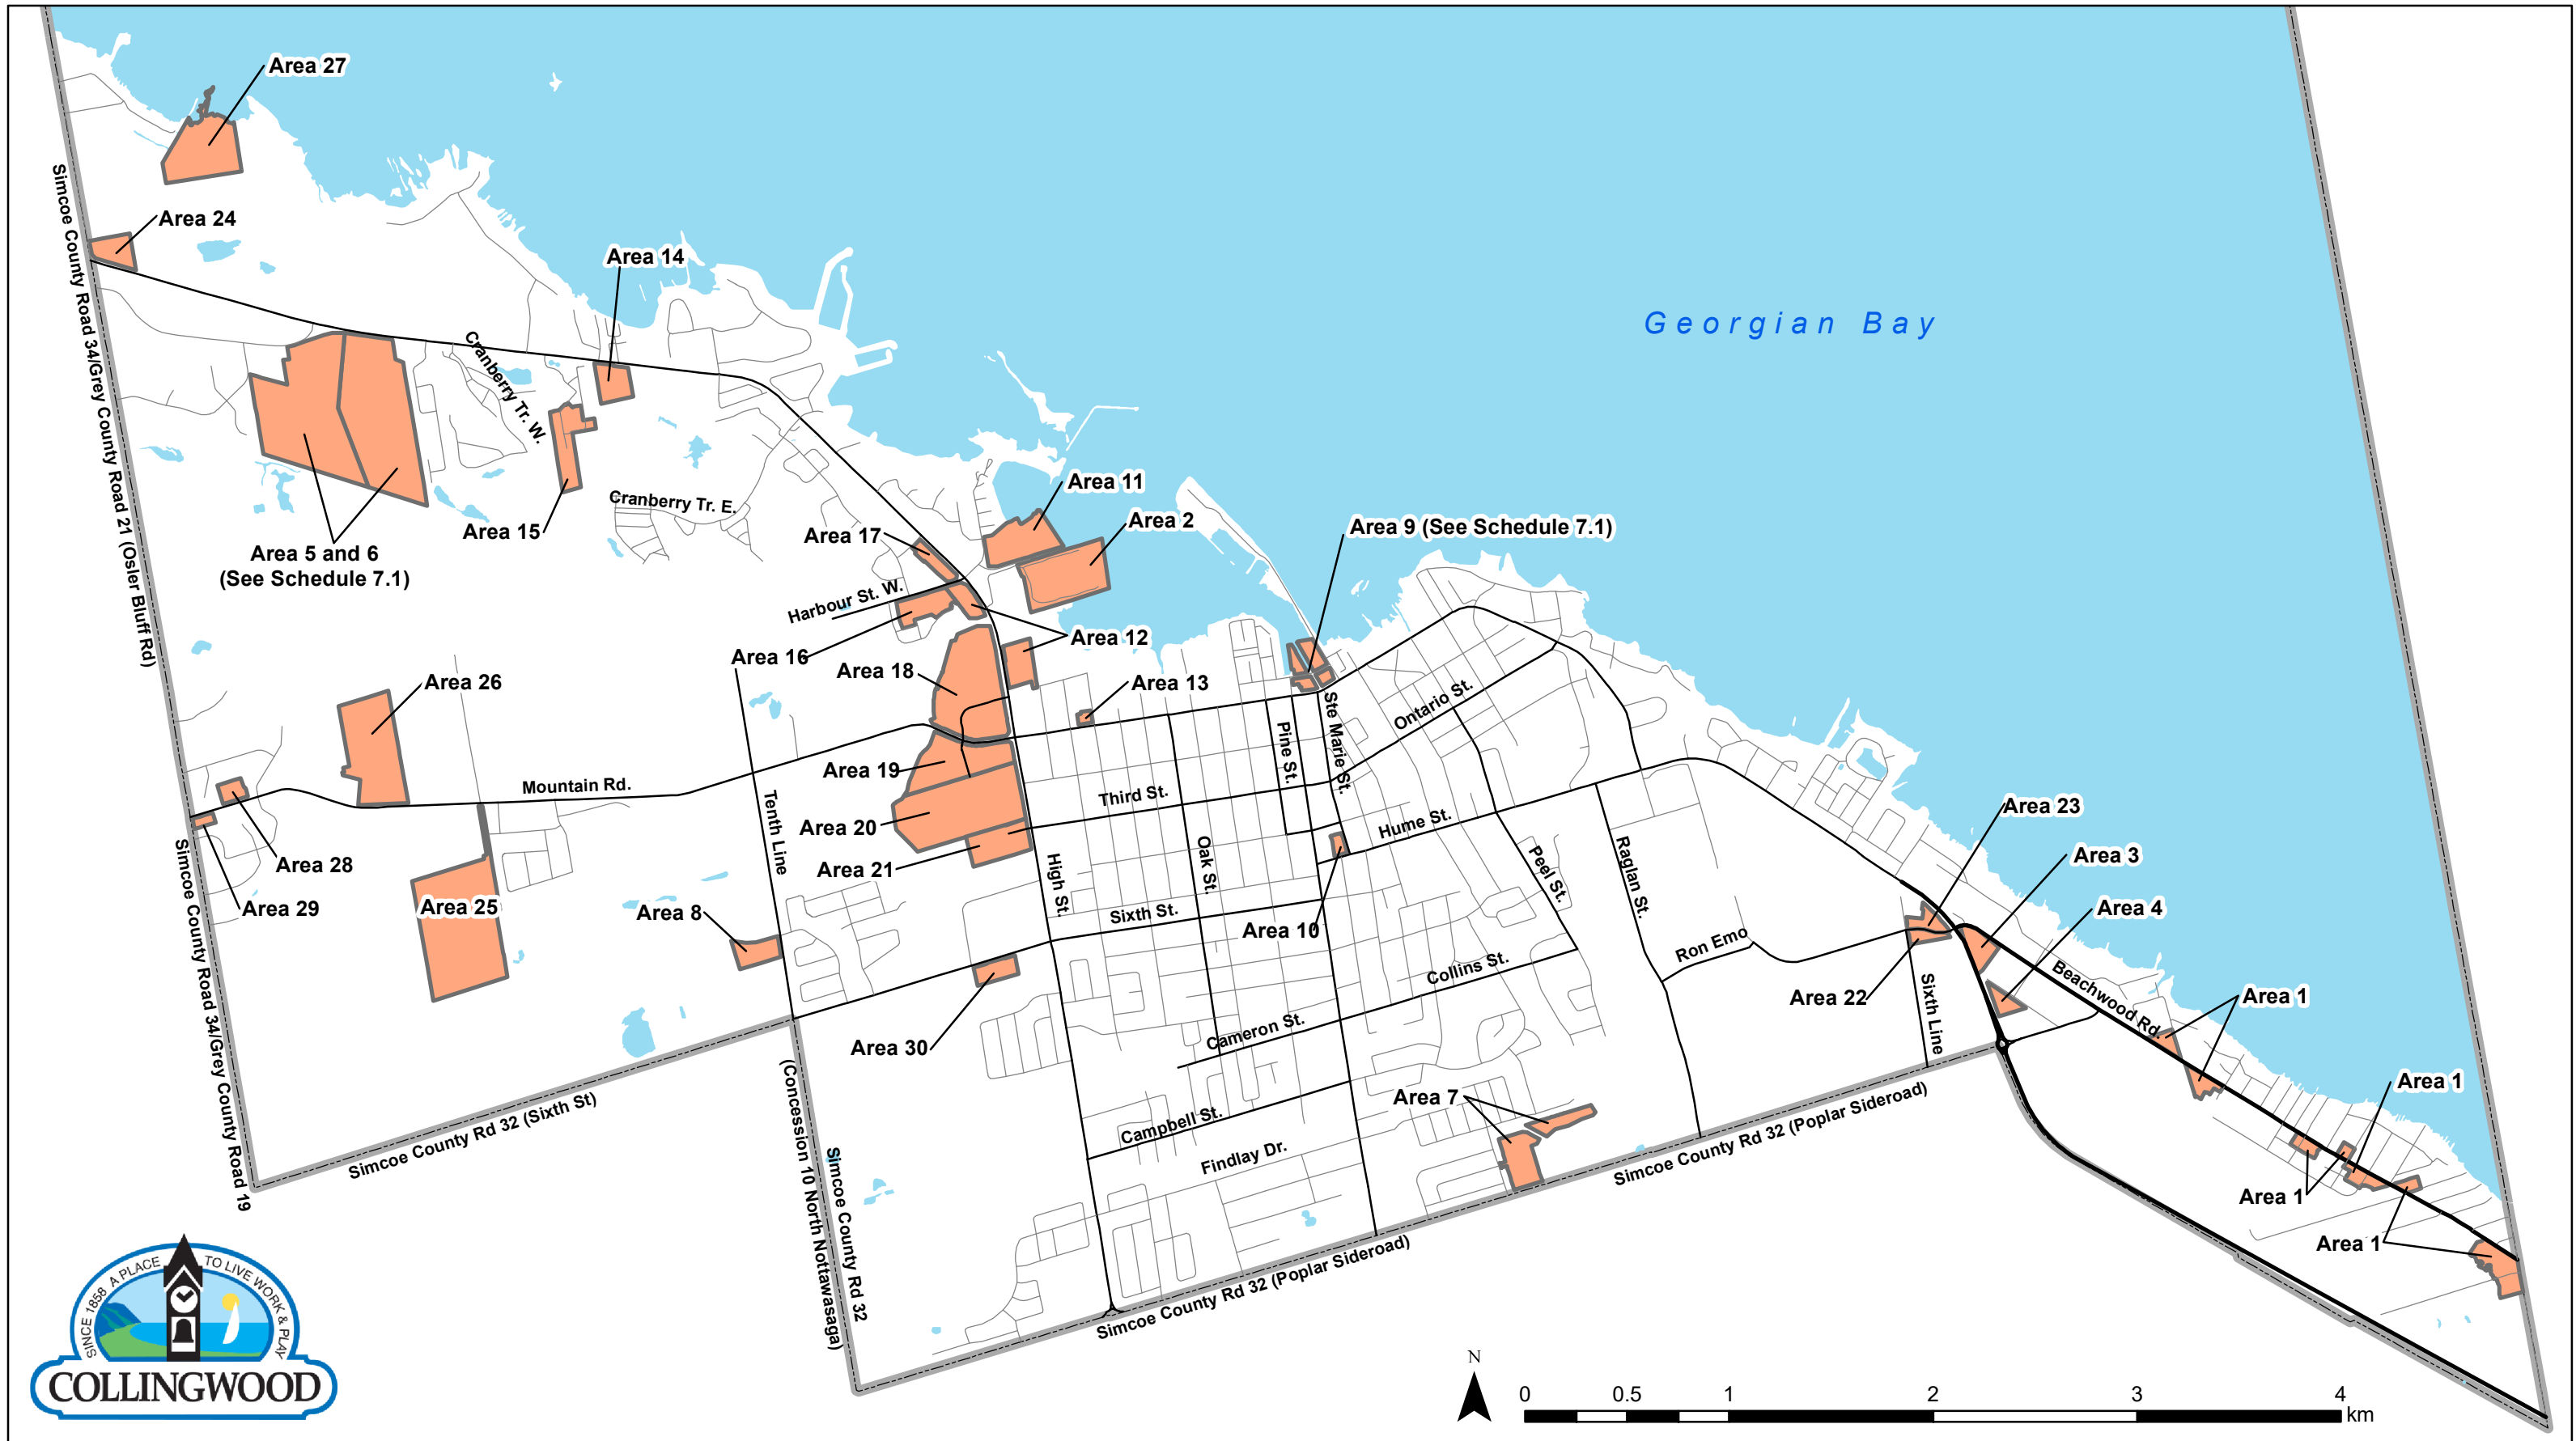 Area 27
Area 24
Area 14
Georgian Bay
Simcoe County Road 34/Grey County Road 21 (Osler Bluff Rd)
Cranberry Tr. W.
Cranberry Tr. E.
Area 15
Area 5 and 6
(See Schedule 7.1)
Area 11
Area 2
Area 17
Area 9 (See Schedule 7.1)
Harbour St. W.
Area 16
Area 12
Area 18
Area 13
Area 26
Ste Marie St.
Ontario St.
Pine St.
Area 19
Mountain Rd.
Third St.
Area 20
Tenth Line
Hume St.
Area 23
Area 21
Area 28
Area 29
Area 25
High St.
Oak St.
Peel St.
Raglan St.
Area 3
Area 4
Area 8
Sixth St.
Area 10
Ron Emo
Collins St.
Area 22
Sixth Line
Beachwood Rd.
Area 1
Area 30
Cameron St.
Simcoe County Road 34/Grey County Road 19
Simcoe County Rd 32 (Sixth St)
Campbell St.
Area 7
Area 1
Findlay Dr.
Simcoe County Rd 32 (Poplar Sideroad)
Area 1
Area 1
(Concession 10 North Nottawasaga)
Simcoe County Rd 32
Simcoe County Rd 32 (Poplar Sideroad)
SINCE 1858 A PLACE TO LIVE WORK & PLAY
COLLINGWOOD
N
0 0.5 1 2 3 4
km